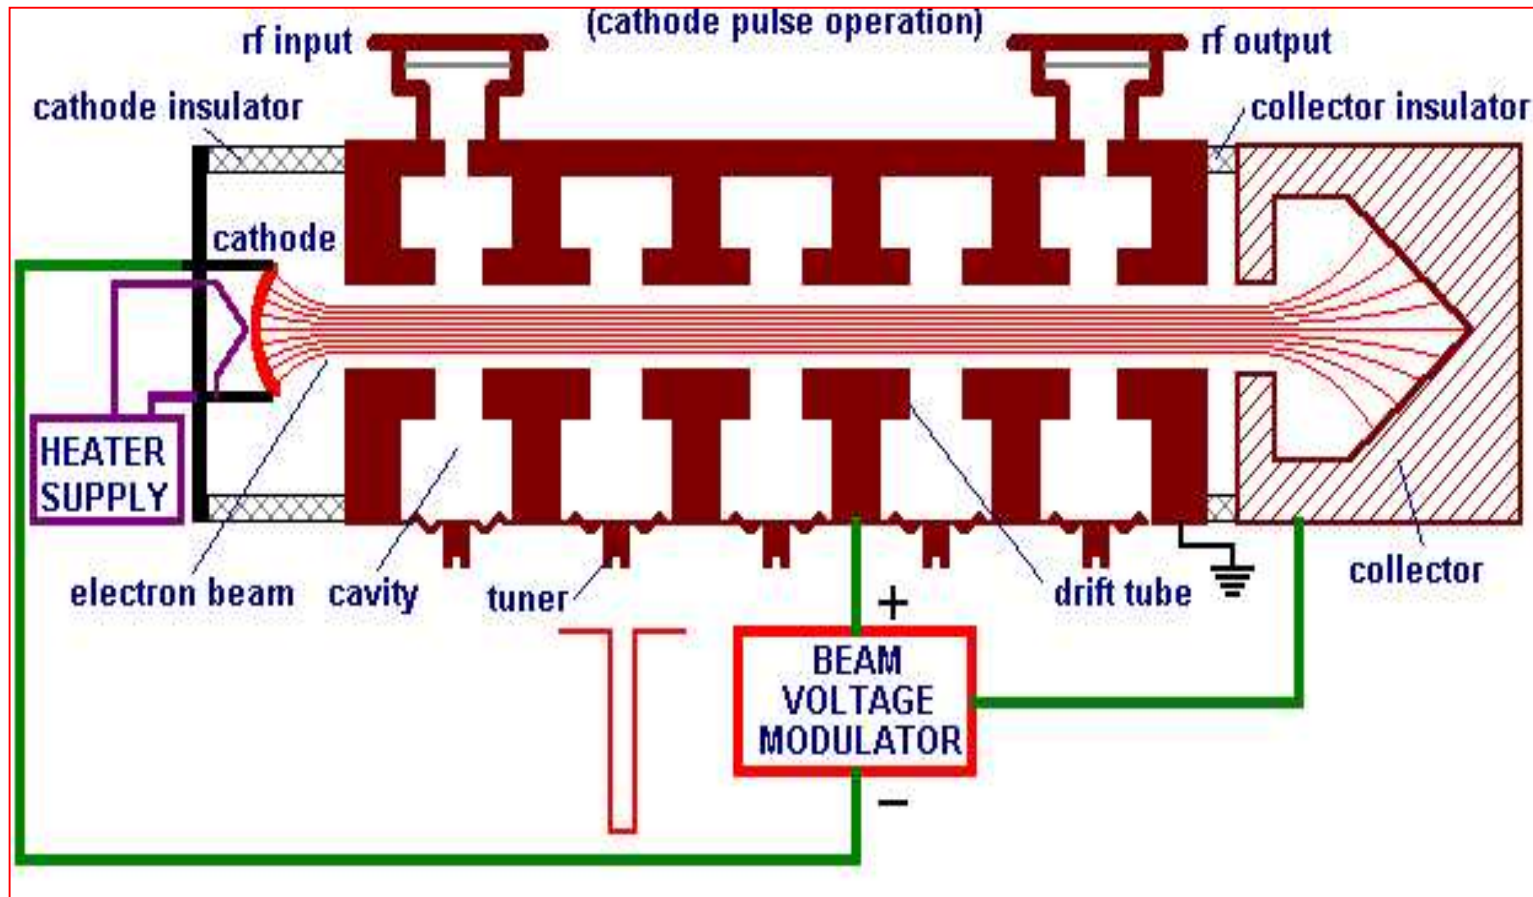 (cathode pulse operation)
rf input
rf output
cathode insulator
collector insulator
cathode
HEATER
SUPPLY
electron beam
cavity
tuner
drift tube
collector
+
BEAM
VOLTAGE
MODULATOR
−